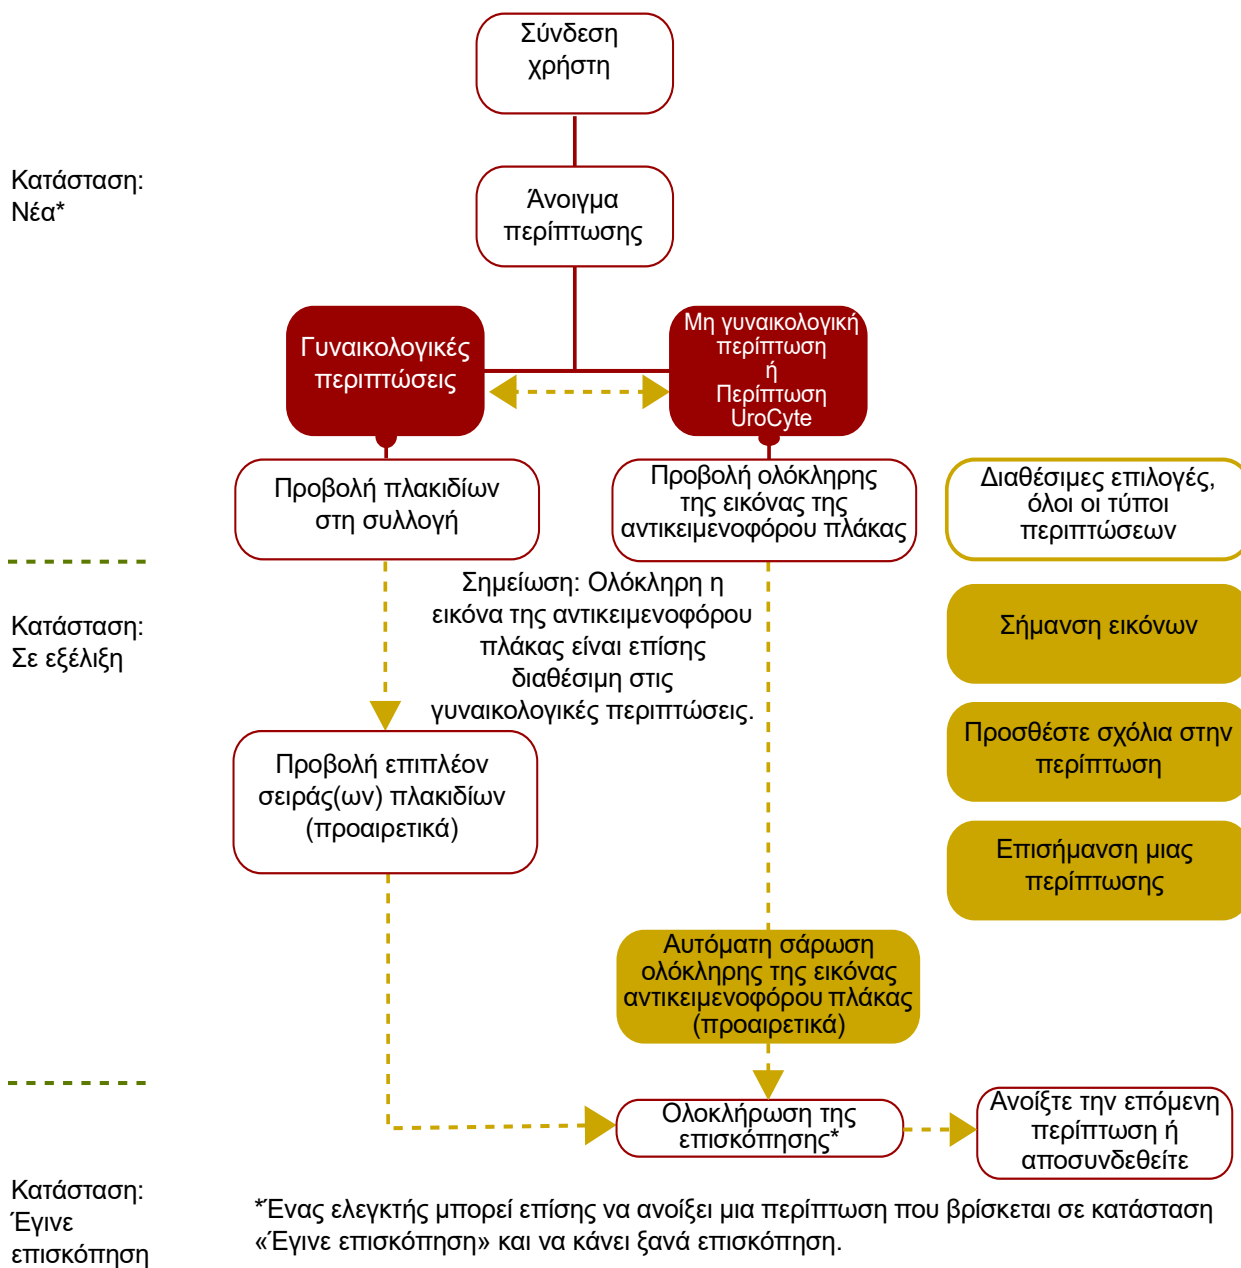 Σύνδεση
χρήστη
Κατάσταση:
Νέα*
Άνοιγμα
περίπτωσης
Γυναικολογικές
περιπτώσεις
Μη γυναικολογική
περίπτωση
ή
Περίπτωση
UroCyte
Προβολή πλακιδίων
στη συλλογή
Προβολή ολόκληρης
της εικόνας της
αντικειμενοφόρου πλάκας
Διαθέσιμες επιλογές,
όλοι οι τύποι
περιπτώσεων
Κατάσταση:
Σε εξέλιξη
Σημείωση: Ολόκληρη η
εικόνα της αντικειμενοφόρου
πλάκας είναι επίσης
διαθέσιμη στις
γυναικολογικές περιπτώσεις.
Σήμανση εικόνων
Προσθέστε σχόλια στην
περίπτωση
Προβολή επιπλέον
σειράς(ων) πλακιδίων
(προαιρετικά)
Επισήμανση μιας
περίπτωσης
Αυτόματη σάρωση
ολόκληρης της εικόνας
αντικειμενοφόρου πλάκας
(προαιρετικά)
Ολοκλήρωση της
επισκόπησης*
Ανοίξτε την επόμενη
περίπτωση ή
αποσυνδεθείτε
Κατάσταση:
Έγινε
επισκόπηση
*Ένας ελεγκτής μπορεί επίσης να ανοίξει μια περίπτωση που βρίσκεται σε κατάσταση
«Έγινε επισκόπηση» και να κάνει ξανά επισκόπηση.